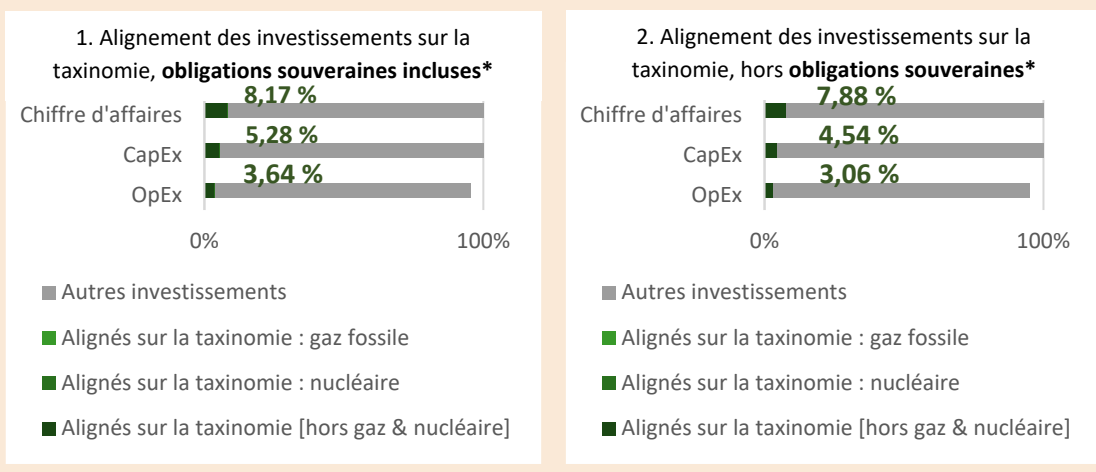 1. Alignement des investissements sur la
taxinomie, obligations souveraines incluses*
8,17 %
Chiffre d'affaires
5,28 %
CapEx
3,64 %
OpEx
0%
100%
Autres investissements
Alignés sur la taxinomie : gaz fossile
Alignés sur la taxinomie : nucléaire
Alignés sur la taxinomie [hors gaz & nucléaire]
2. Alignement des investissements sur la
taxinomie, hors obligations souveraines*
7,88 %
Chiffre d'affaires
4,54 %
CapEx
3,06 %
OpEx
0%
100%
Autres investissements
Alignés sur la taxinomie : gaz fossile
Alignés sur la taxinomie : nucléaire
Alignés sur la taxinomie [hors gaz & nucléaire]